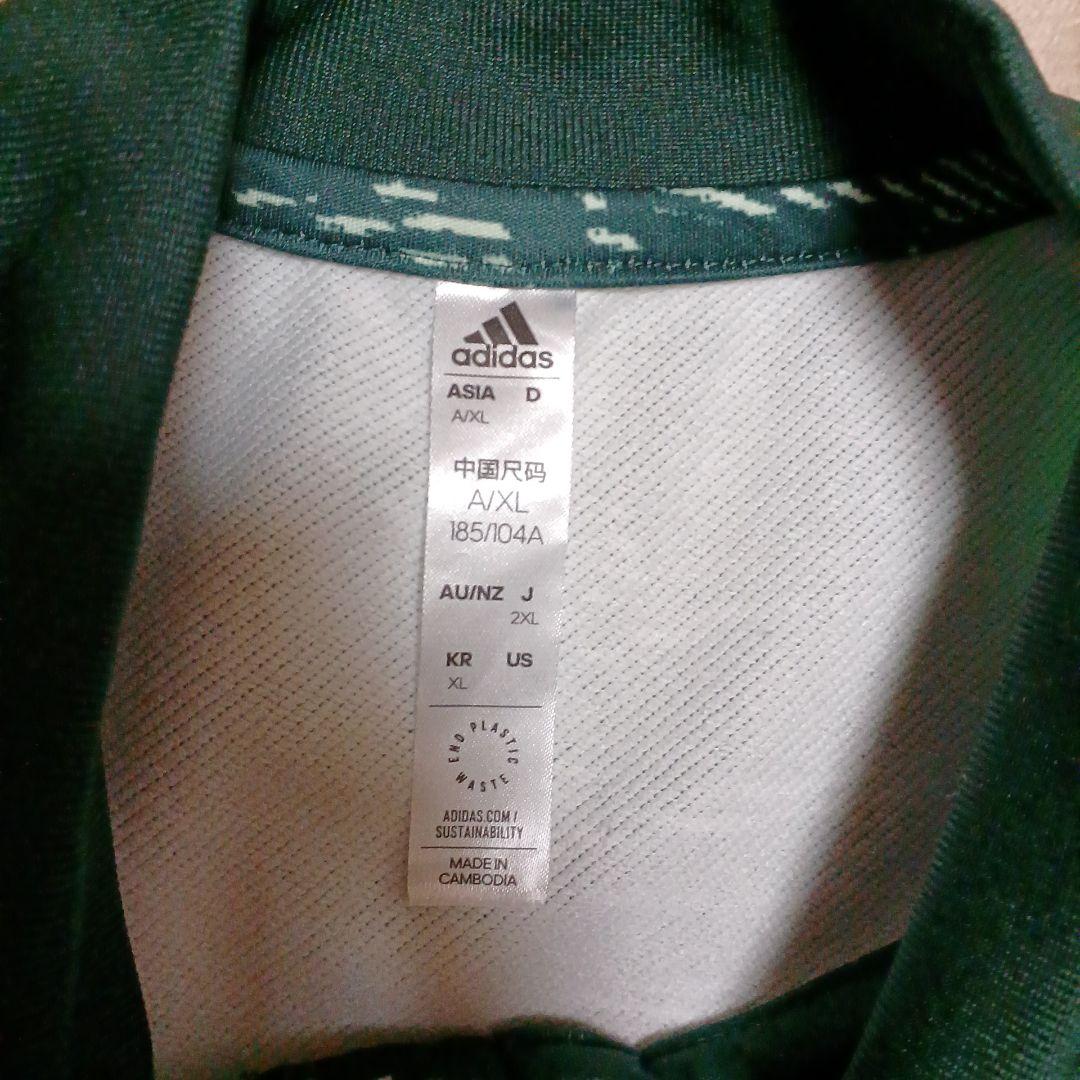 adidas
ASIA D
A/XL
中国尺码
A/XL
185/104A
AU/NZ J
2XL
KR US
XL
END PLASTIC WASTE
ADIDAS.COM/
SUSTAINABILITY
MADE IN
CAMBODIA